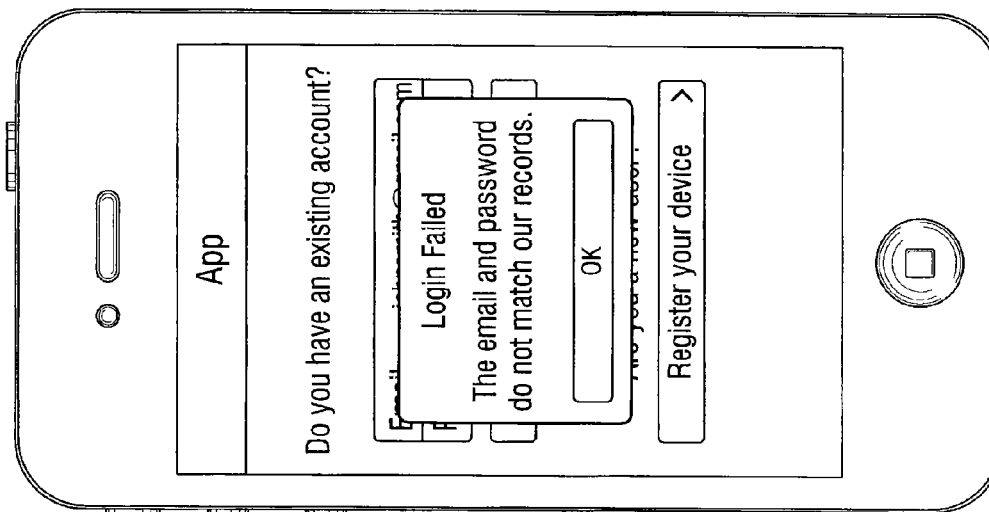 App
Do you have an existing account?
Login Failed
The email and password
do not match our records.
OK
Register your device >